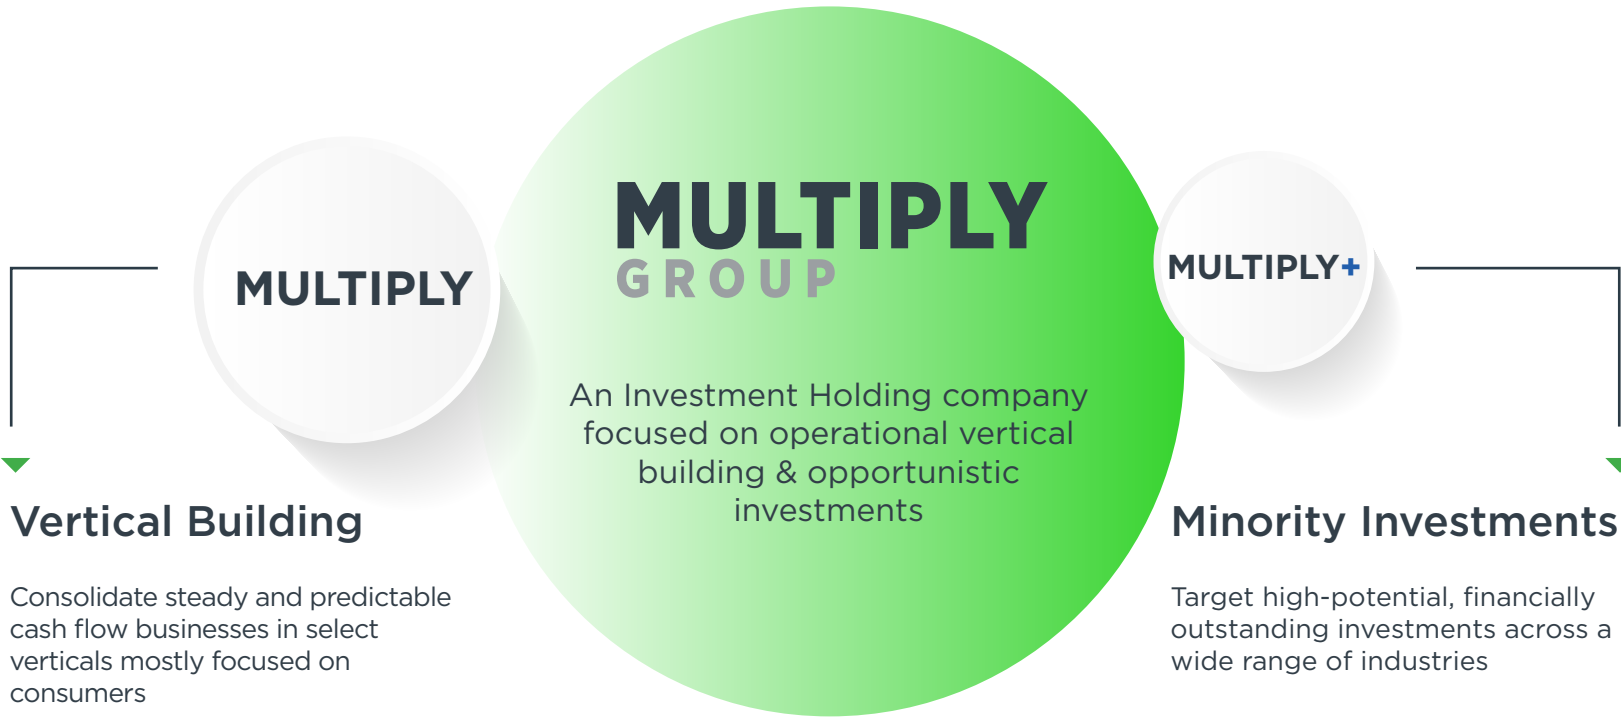 MULTIPLY
GROUP
An Investment Holding company
focused on operational vertical
building & opportunistic
investments
MULTIPLY
Vertical Building
Consolidate steady and predictable
cash flow businesses in select
verticals mostly focused on
consumers
MULTIPLY+
Minority Investments
Target high-potential, financially
outstanding investments across a
wide range of industries